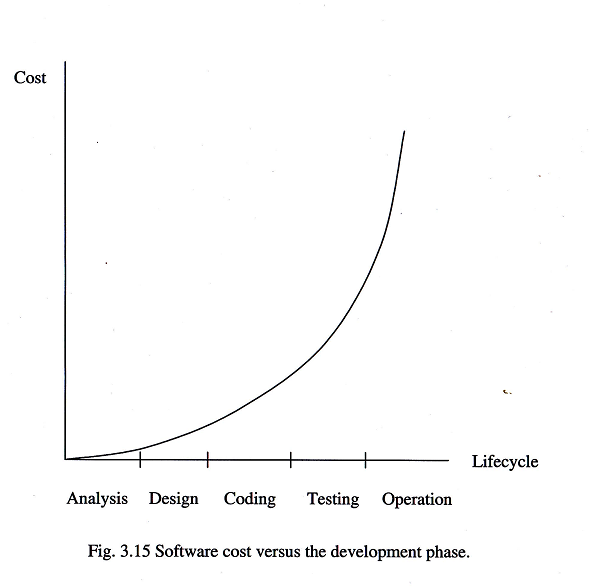 Cost
Lifecycle
Analysis Design Coding Testing Operation
Fig. 3.15 Software cost versus the development phase.